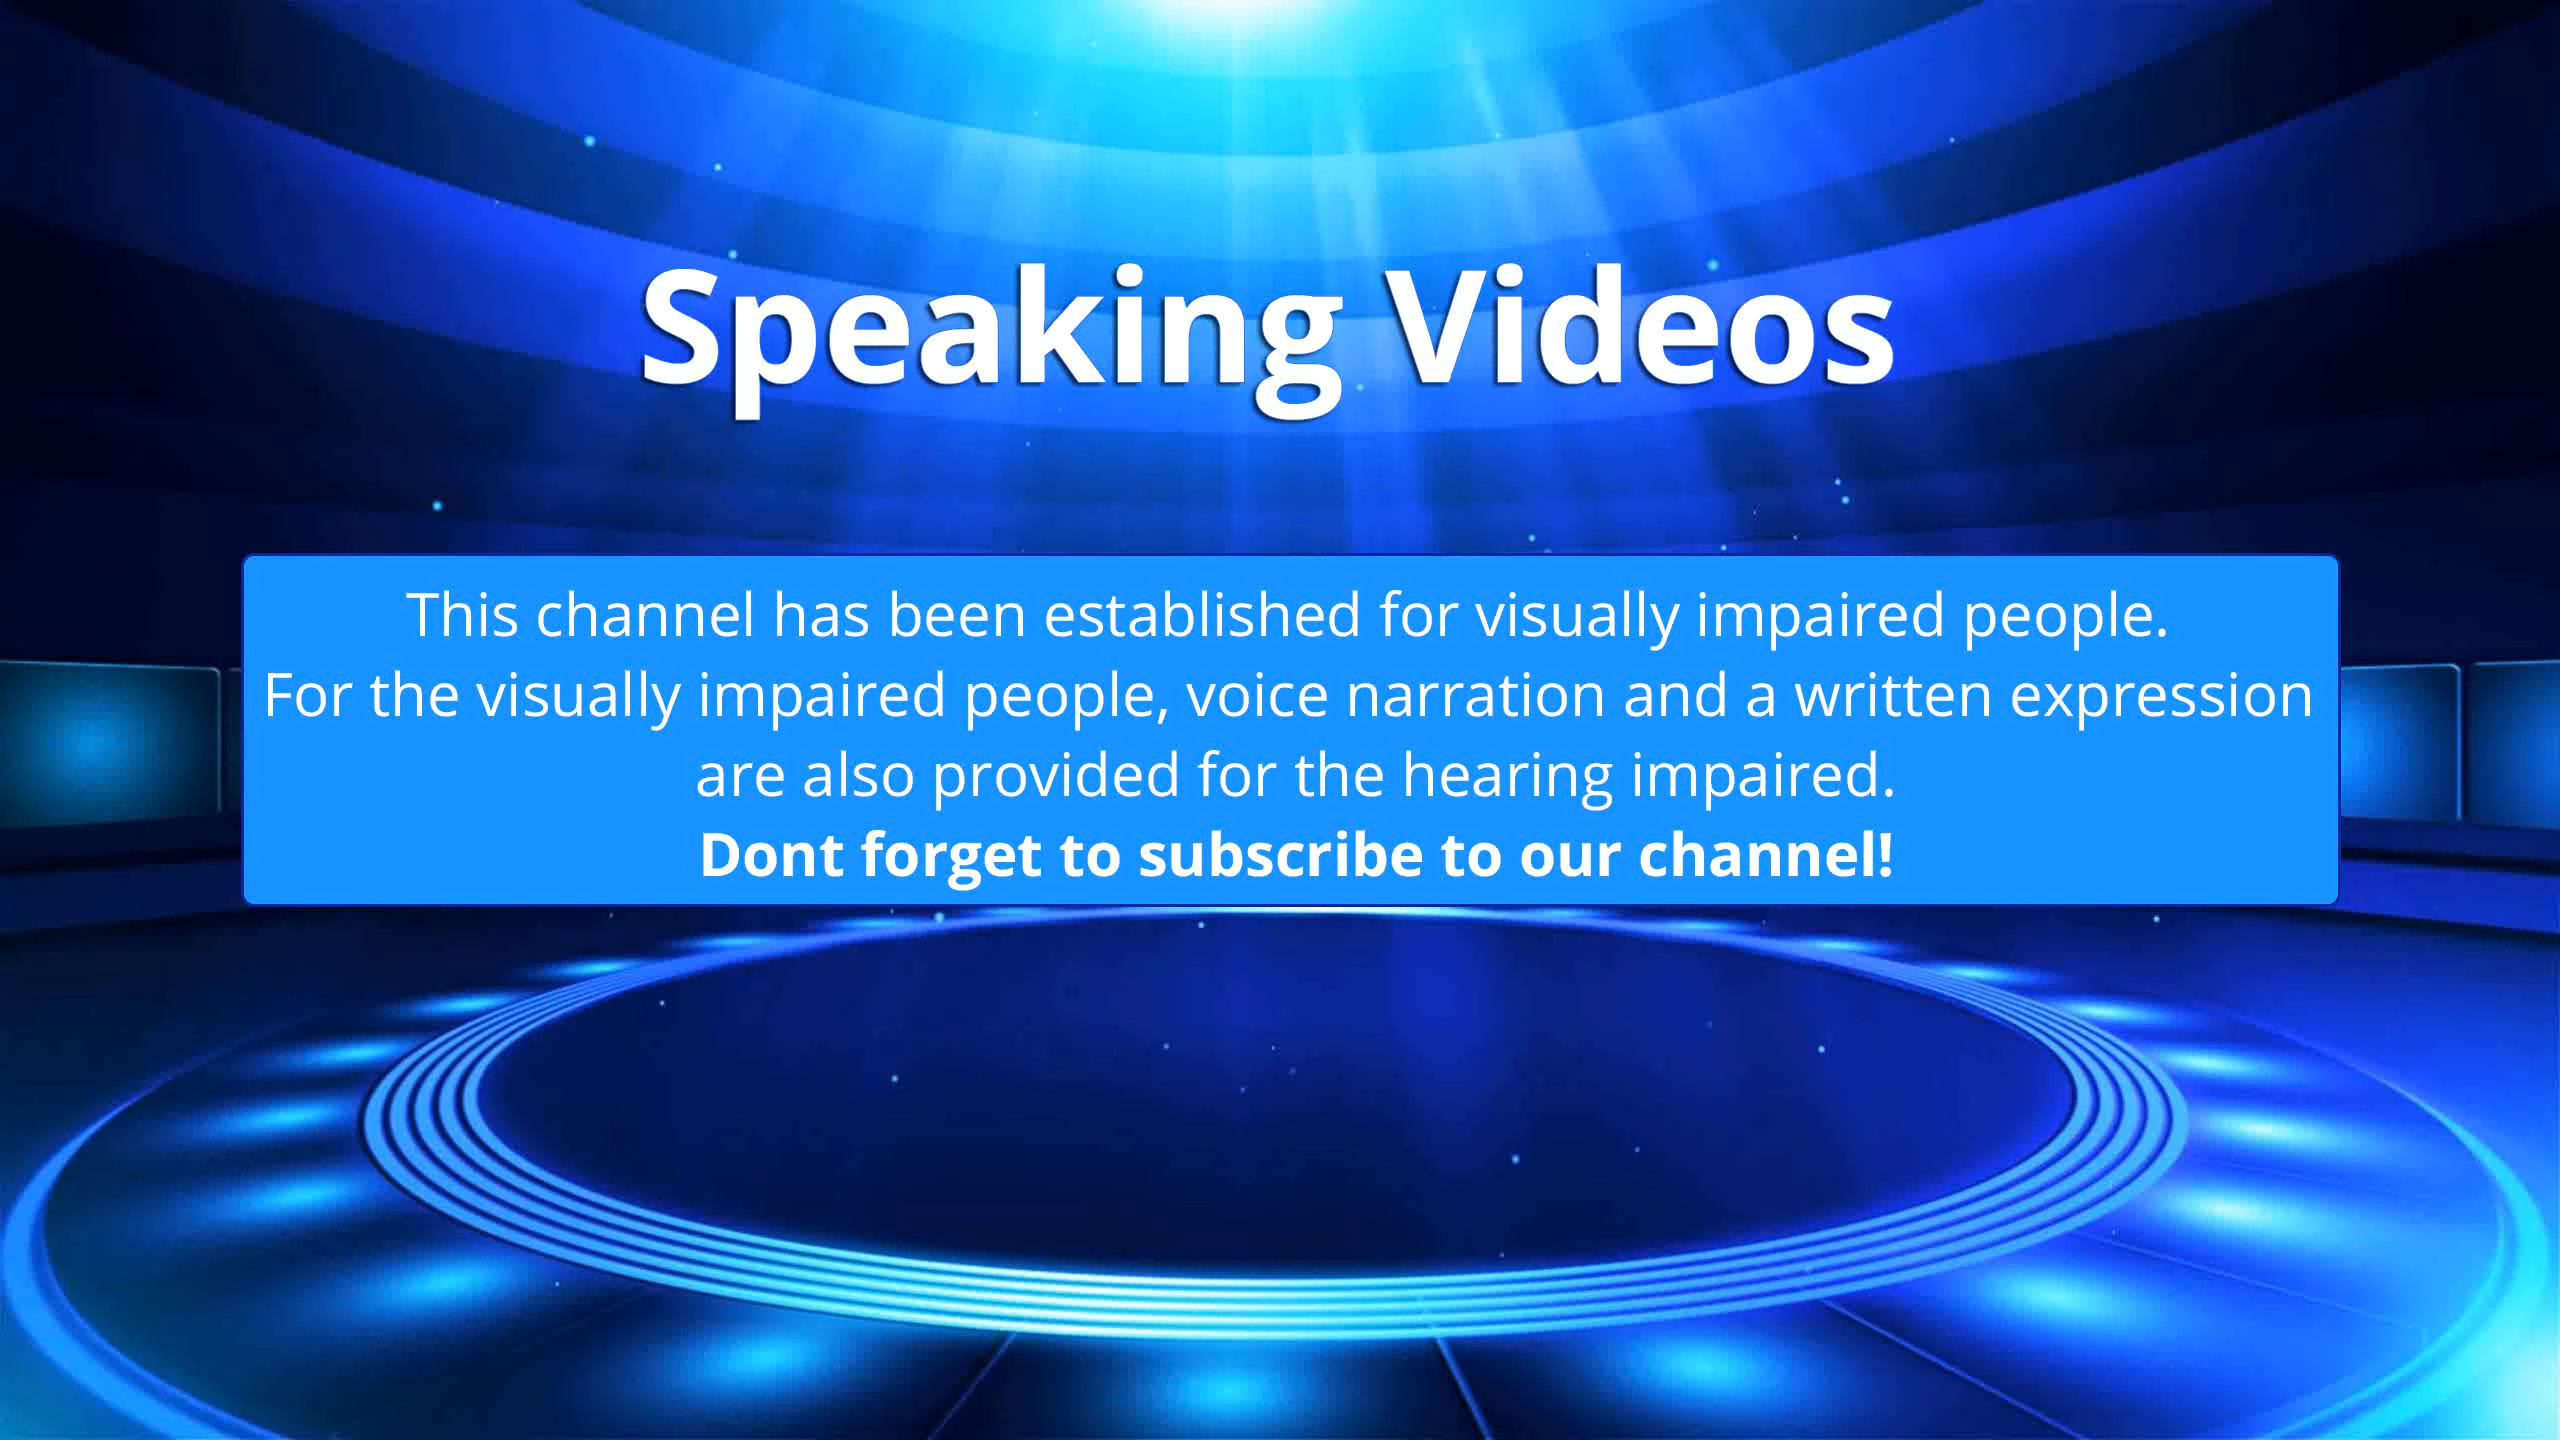 Speaking Videos
This channel has been established for visually impaired people.
For the visually impaired people, voice narration and a written expression
are also provided for the hearing impaired.
Dont forget to subscribe to our channel!